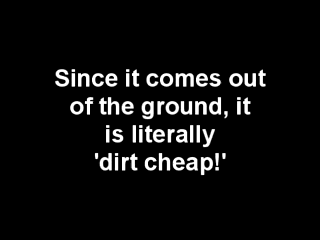 Since it comes out
of the ground, it
is literally
'dirt cheap!'